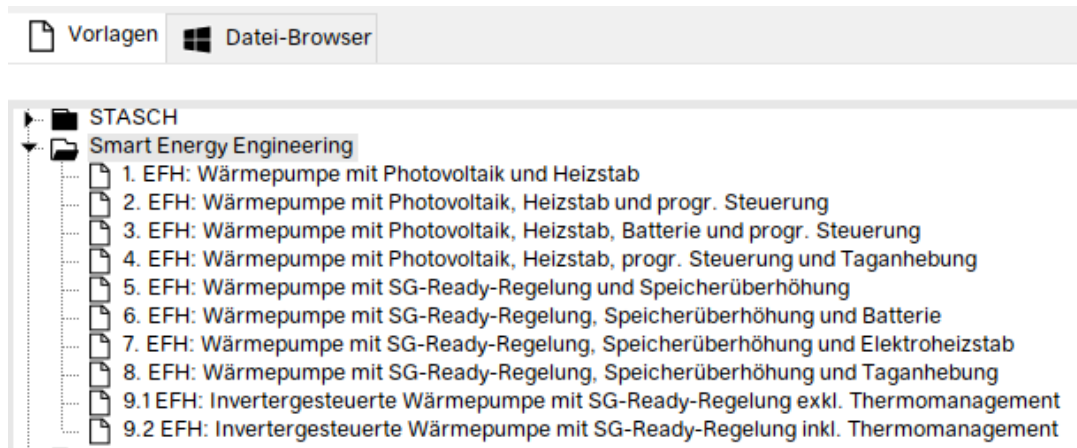 Vorlagen Datei-Browser
STASCH
Smart Energy Engineering
1. EFH: Wärmepumpe mit Photovoltaik und Heizstab
2. EFH: Wärmepumpe mit Photovoltaik, Heizstab und progr. Steuerung
3. EFH: Wärmepumpe mit Photovoltaik, Heizstab, Batterie und progr. Steuerung
4. EFH: Wärmepumpe mit Photovoltaik, Heizstab, progr. Steuerung und Taganhebung
5. EFH: Wärmepumpe mit SG-Ready-Regelung und Speicherüberhöhung
6. EFH: Wärmepumpe mit SG-Ready-Regelung, Speicherüberhöhung und Batterie
7. EFH: Wärmepumpe mit SG-Ready-Regelung, Speicherüberhöhung und Elektroheizstab
8. EFH: Wärmepumpe mit SG-Ready-Regelung, Speicherüberhöhung und Taganhebung
9.1 EFH: Invertergesteuerte Wärmepumpe mit SG-Ready-Regelung exkl. Thermomanagement
9.2 EFH: Invertergesteuerte Wärmepumpe mit SG-Ready-Regelung inkl. Thermomanagement